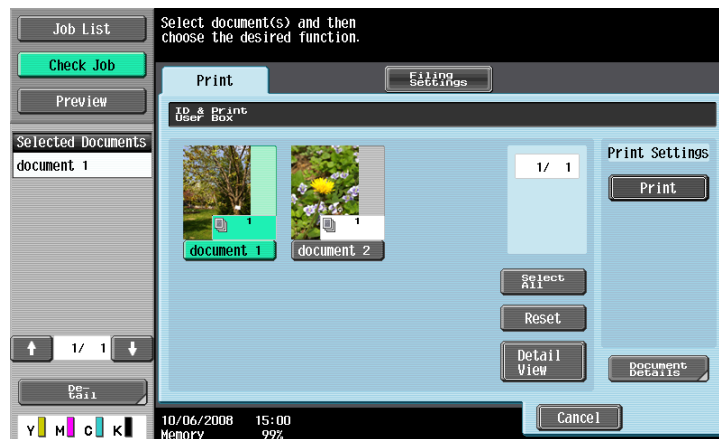 Job List
Check Job
Preview
Selected Documents
document 1
1/ 1
De-
tail
Y M C K
Select document(s) and then
choose the desired function.
Print
Filing
Settings
ID & Print
User Box
1
document 1
1
document 2
1/ 1
Select
All
Reset
Detail
View
Print Settings
Print
Document
Details
10/06/2008 15:00
Memory 99%
Cancel